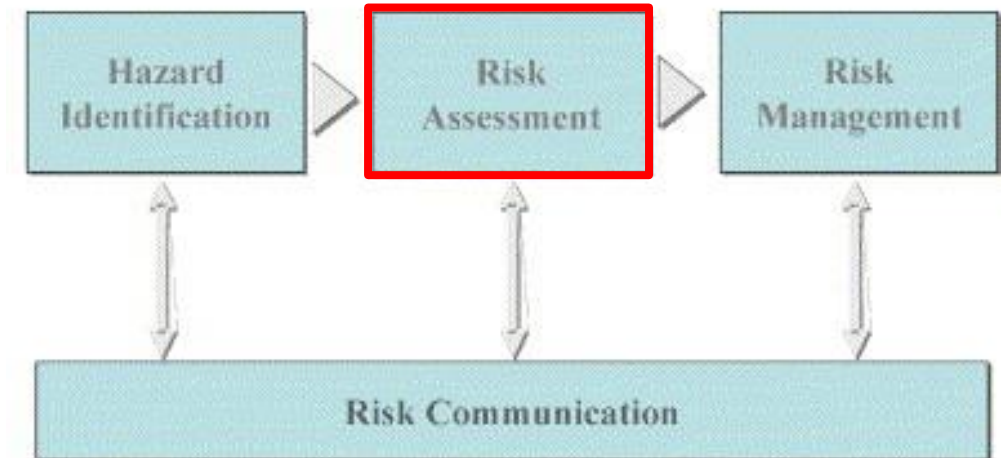 Hazard
Identification
Risk
Assessment
Risk
Management
Risk Communication